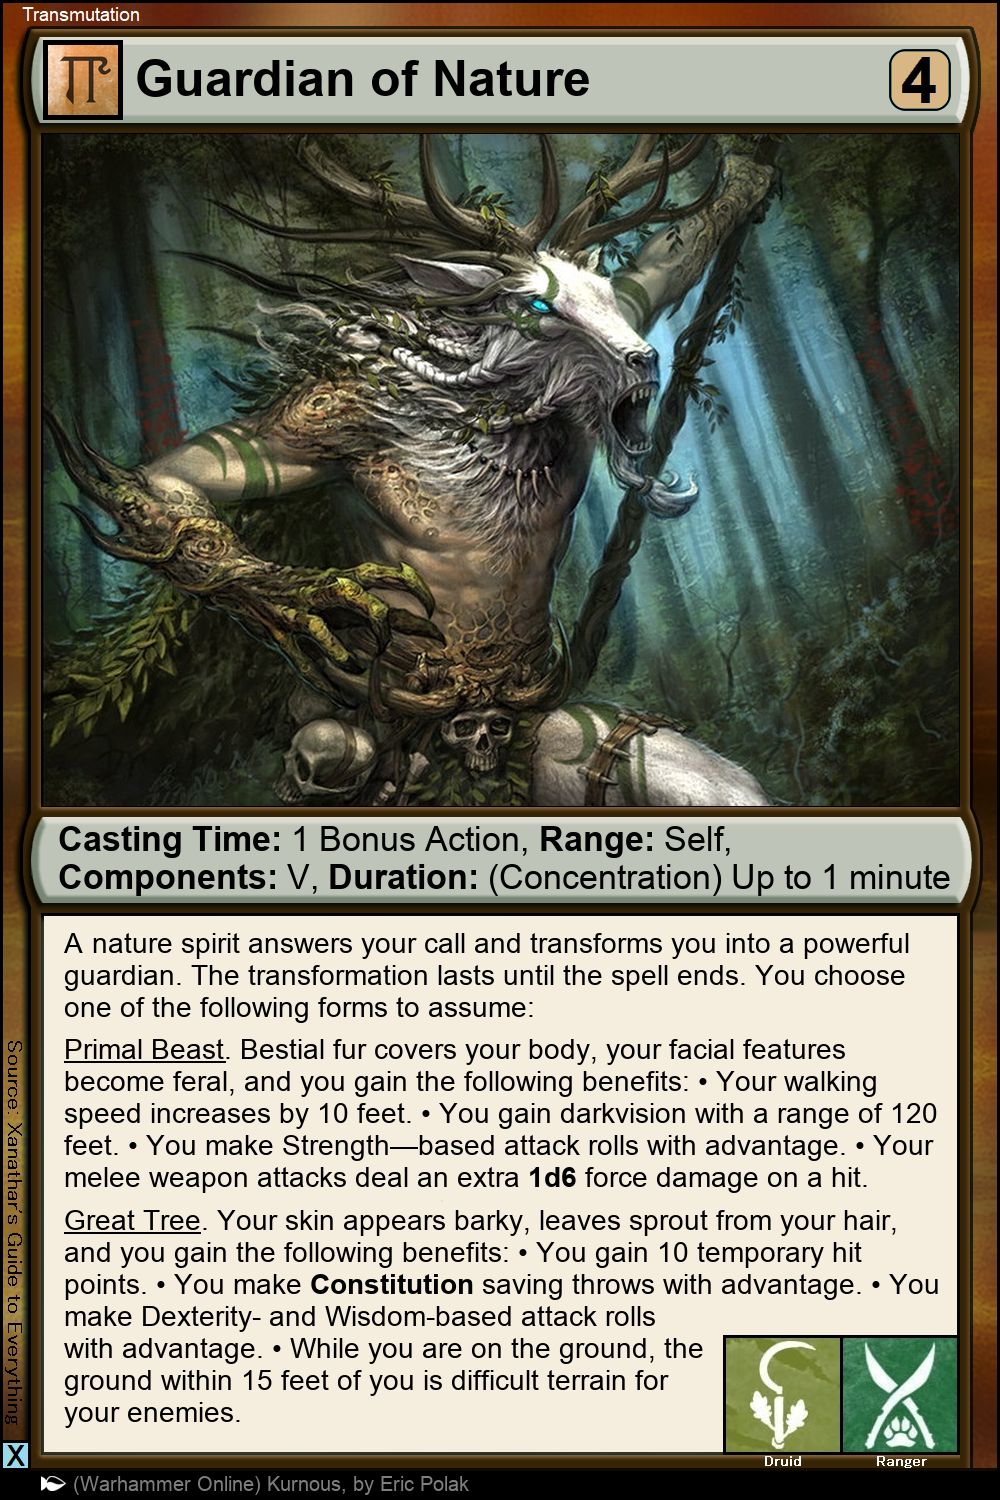 Transmutation
Guardian of Nature
4
Casting Time: 1 Bonus Action, Range: Self,
Components: V, Duration: (Concentration) Up to 1 minute
A nature spirit answers your call and transforms you into a powerful
guardian. The transformation lasts until the spell ends. You choose
one of the following forms to assume:
Primal Beast. Bestial fur covers your body, your facial features
become feral, and you gain the following benefits: • Your walking
speed increases by 10 feet. • You gain darkvision with a range of 120
feet. • You make Strength—based attack rolls with advantage. • Your
melee weapon attacks deal an extra 1d6 force damage on a hit.
Great Tree. Your skin appears barky, leaves sprout from your hair,
and you gain the following benefits: • You gain 10 temporary hit
points. • You make Constitution saving throws with advantage. • You
make Dexterity- and Wisdom-based attack rolls
with advantage. • While you are on the ground, the
ground within 15 feet of you is difficult terrain for
your enemies.
Druid
Ranger
Source: Xanathar's Guide to Everything
X
(Warhammer Online) Kurnous, by Eric Polak